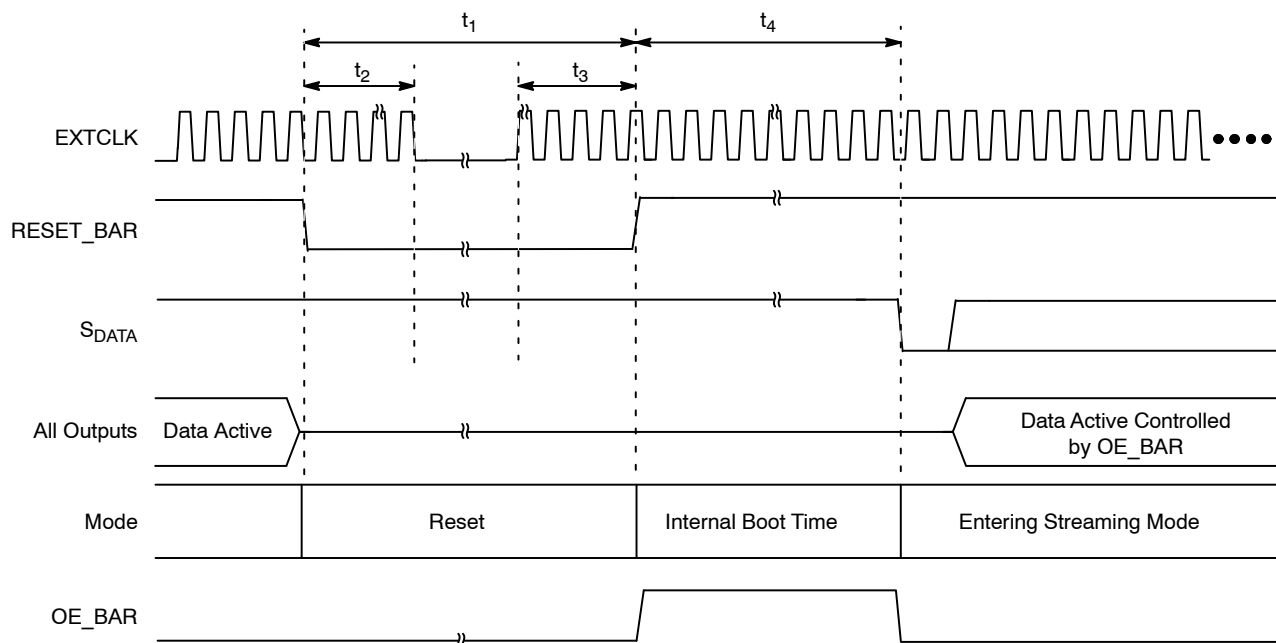 t1
t4
t2
t3
EXTCLK
RESET_BAR
SDATA
All Outputs
Data Active
Data Active Controlled
by OE_BAR
Mode
Reset
Internal Boot Time
Entering Streaming Mode
OE_BAR